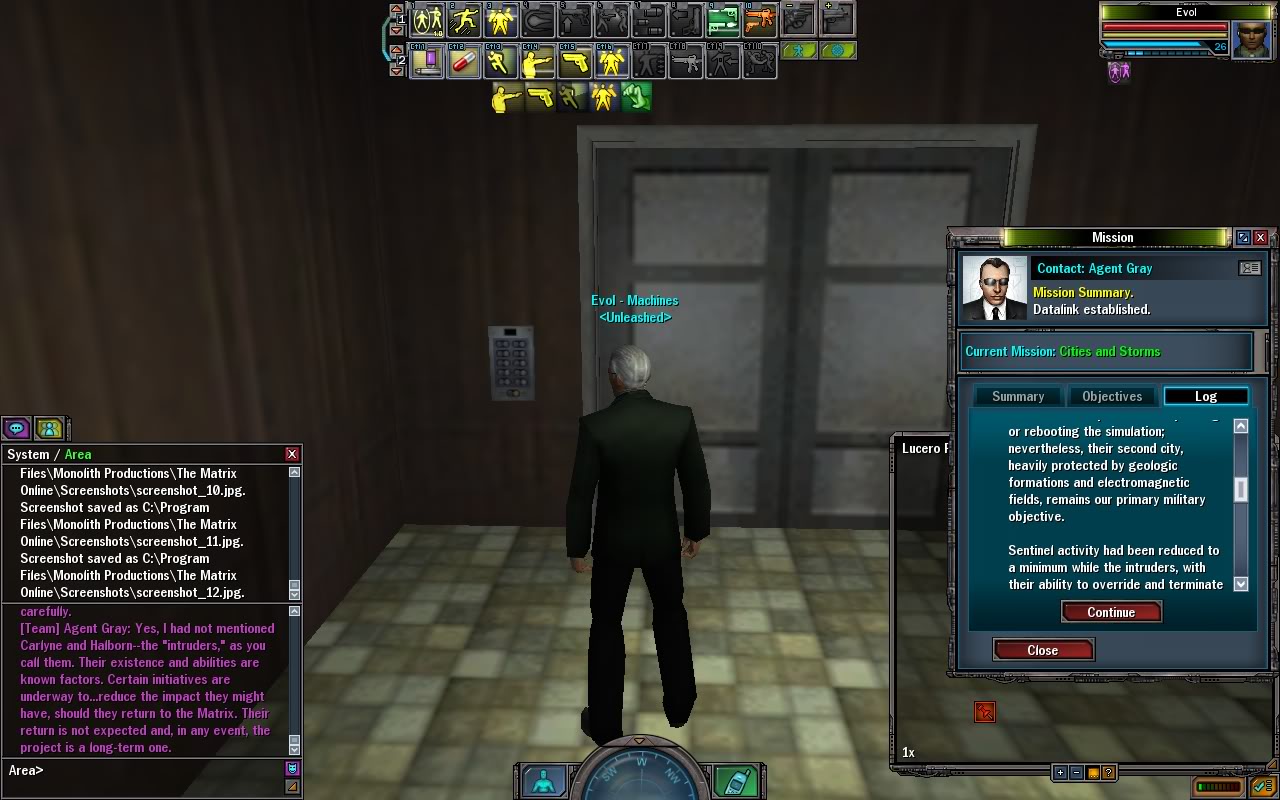 Evol
26
Evol - Machines
<Unleashed>
Mission
Contact: Agent Gray
Mission Summary.
Datalink established.
Current Mission: Cities and Storms
Summary
Objectives
Log
or rebooting the simulation;
nevertheless, their second city,
heavily protected by geologic
formations and electromagnetic
fields, remains our primary military
objective.
Sentinel activity had been reduced to
a minimum while the intruders, with
their ability to override and terminate
Continue
Close
Lucero
1x
System / Area
Files\Monolith Productions\The Matrix
Online\Screenshots\screenshot_10.jpg.
Screenshot saved as C:\Program
Files\Monolith Productions\The Matrix
Online\Screenshots\screenshot_11.jpg.
Screenshot saved as C:\Program
Files\Monolith Productions\The Matrix
Online\Screenshots\screenshot_12.jpg.
carefully.
[Team] Agent Gray: Yes, I had not mentioned
Carlyne and Halborn--the "intruders," as you
call them. Their existence and abilities are
known factors. Certain initiatives are
underway to...reduce the impact they might
have, should they return to the Matrix. Their
return is not expected and, in any event, the
project is a long-term one.
Area>
SW
W
NW